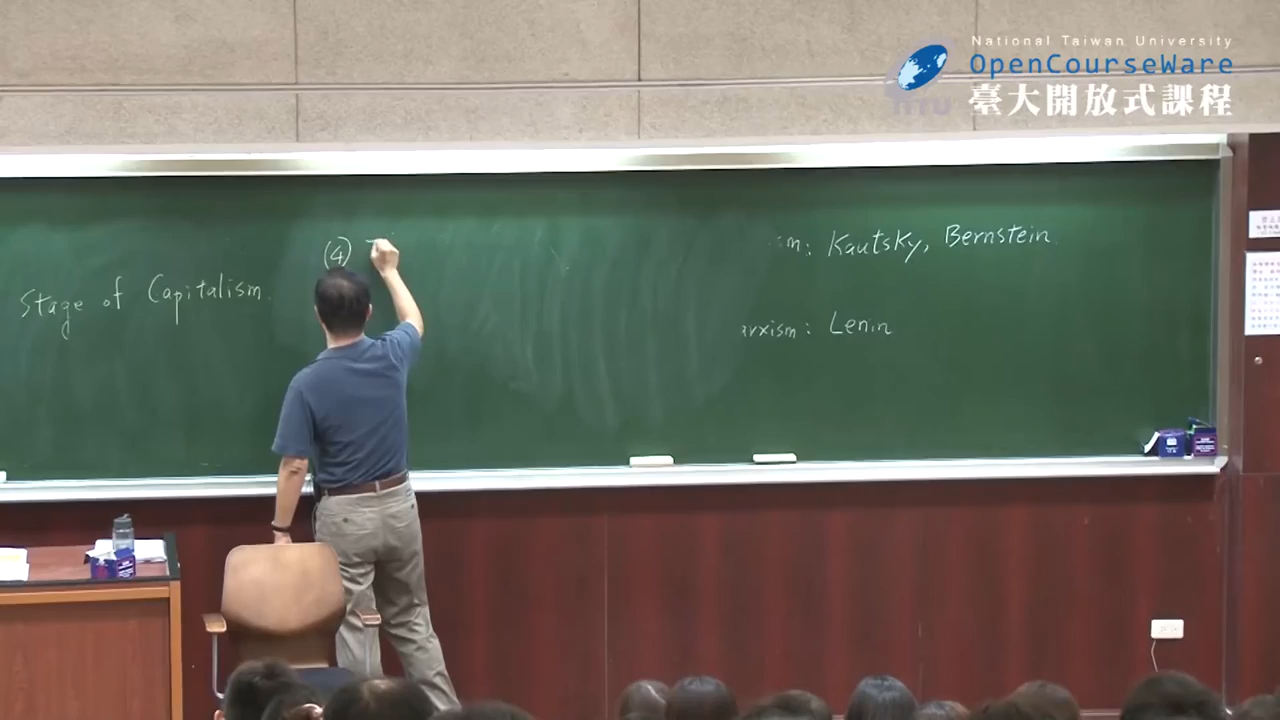 National Taiwan University
OpenCourseWare
臺大開放式課程
Stage of Capitalism.
(4)
sm: Kautsky, Bernstein.
arxism: Lenin